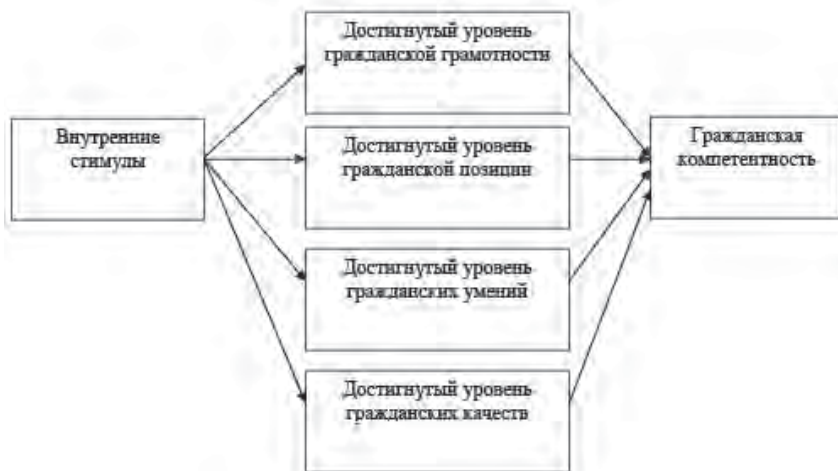 Достигнутый уровень
гражданской грамотности
Внутренние
стимулы
Достигнутый уровень
гражданской позиции
Гражданская
компетентность
Достигнутый уровень
гражданских умений
Достигнутый уровень
гражданских качеств